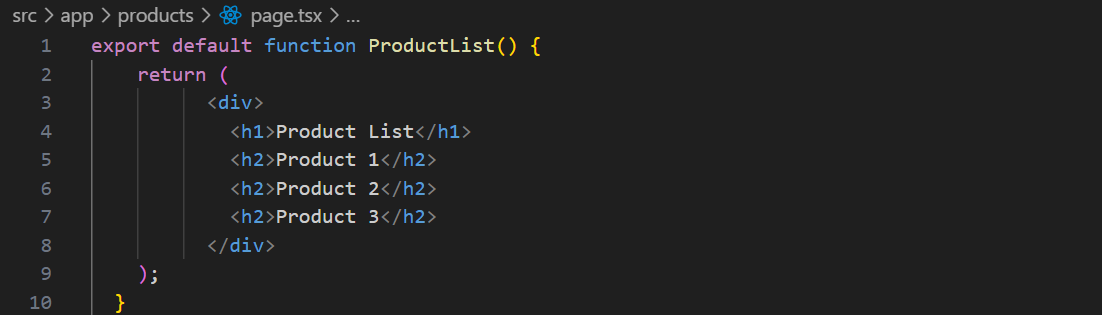 src > app > products > page.tsx > ...
1 export default function ProductList() {
2 return (
3 <div>
4 <h1>Product List</h1>
5 <h2>Product 1</h2>
6 <h2>Product 2</h2>
7 <h2>Product 3</h2>
8 </div>
9 );
10 }